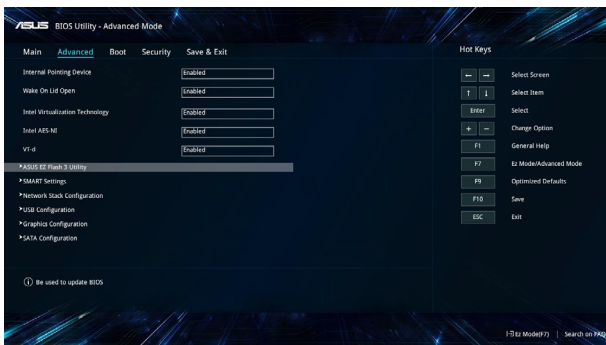 ASUS BIOS Utility - Advanced Mode
Main Advanced Boot Security Save & Exit
Hot Keys
Internal Pointing Device Enabled
Wake On Lid Open Enabled
Intel Virtualization Technology Enabled
Intel AES-NI Enabled
VT-d Enabled
>ASUS EZ Flash 3 Utility
>SMART Settings
>Network Stack Configuration
>USB Configuration
>Graphics Configuration
>SATA Configuration
← → Select Screen
↑ ↓ Select Item
Enter Select
+ - Change Option
F1 General Help
F7 Ez Mode/Advanced Mode
F9 Optimized Defaults
F10 Save
ESC Exit
i Be used to update BIOS
Ez Mode(F7) | Search on FAQ